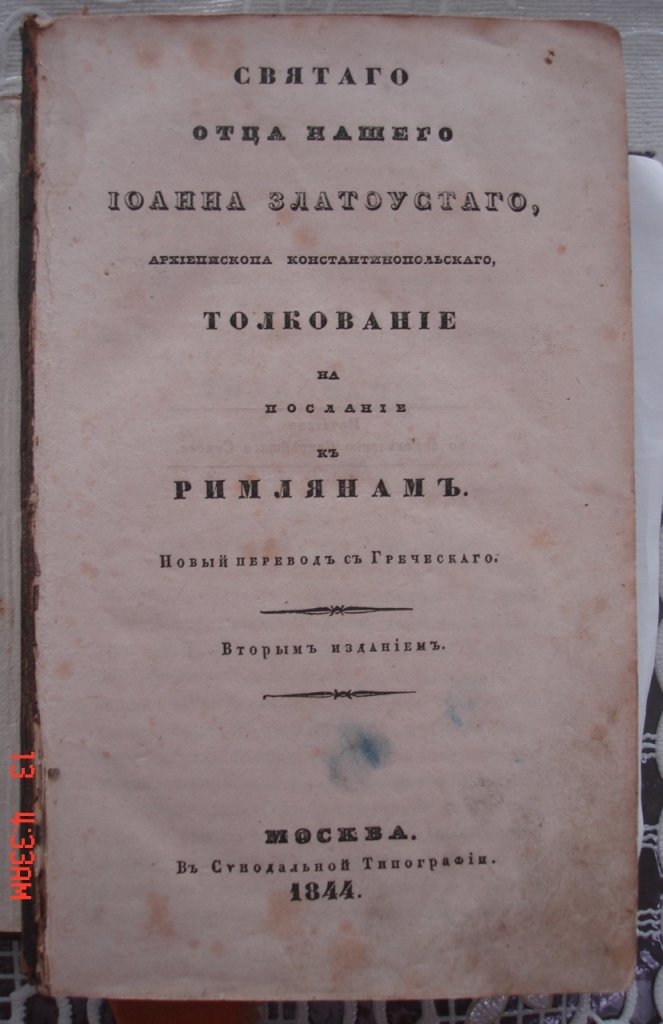 СВЯТАГО
ОТЦА НАШЕГО
ІОАННА ЗЛАТОУСТАГО,
АРХІЕПИСКОПА КОНСТАНТИНОПОЛЬСКАГО,
ТОЛКОВАНІЕ
НА
ПОСЛАНІЕ
КЪ
РИМЛЯНАМЪ.
Новый переводъ съ Греческаго.
Вторымъ изданіемъ.
МОСКВА.
Въ Сѵнодальной Типографіи.
1844.